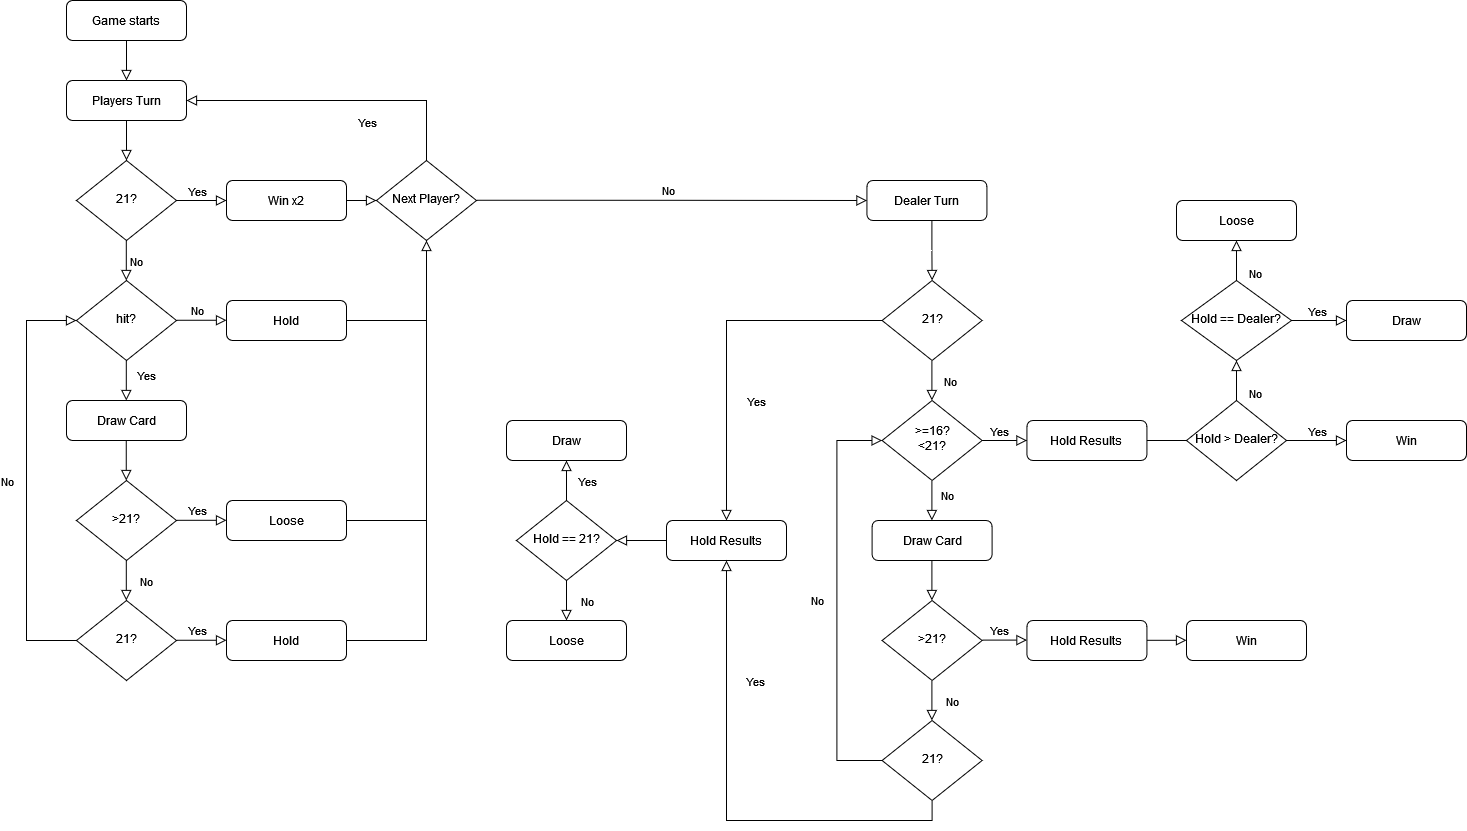 Game starts
Players Turn
Yes
21?
Yes
Win x2
Next Player?
No
Dealer Turn
Loose
No
No
hit?
No
Hold
21?
Hold == Dealer?
Yes
Draw
Yes
No
Yes
No
Draw Card
Draw
>=16?
<21?
Yes
Hold Results
Hold > Dealer?
Yes
Win
No
Yes
No
>21?
Yes
Loose
Hold == 21?
Hold Results
Draw Card
No
No
No
Loose
21?
Yes
Hold
>21?
Yes
Hold Results
Win
Yes
No
21?